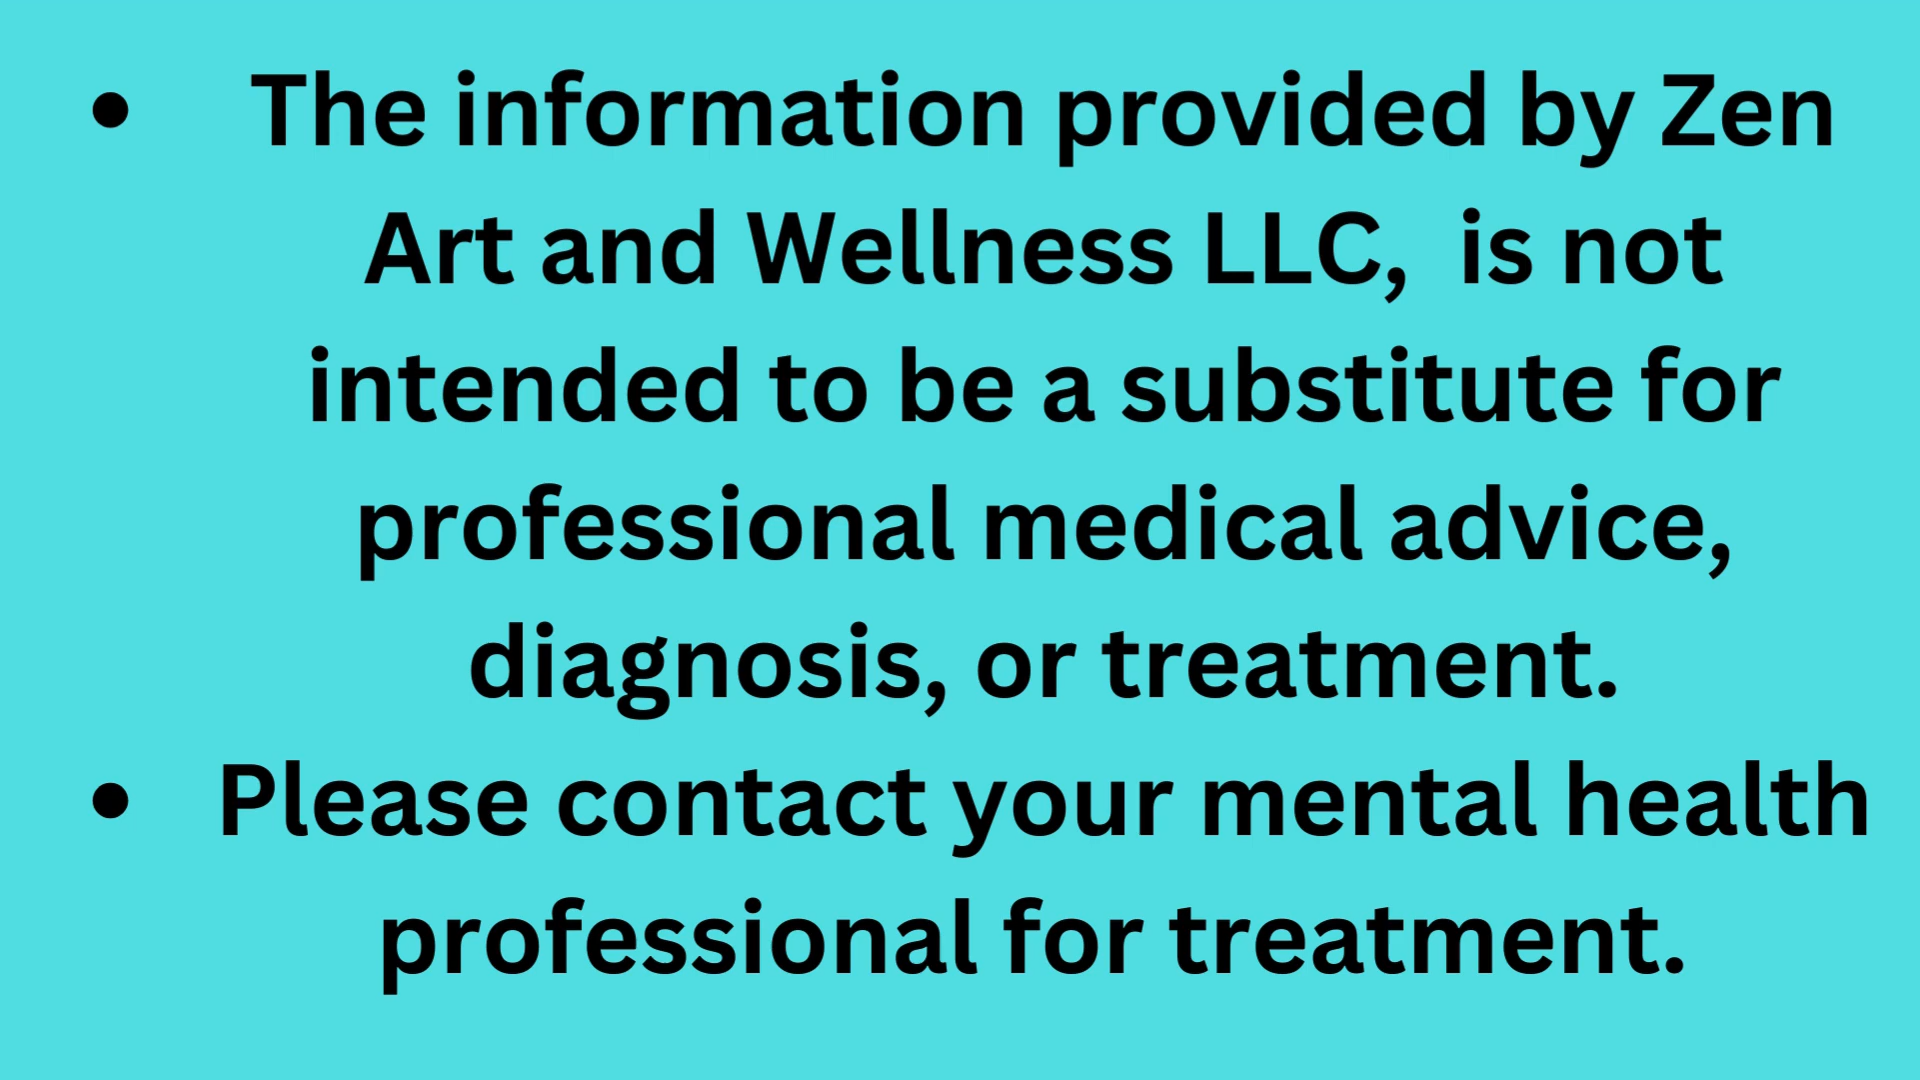 • The information provided by Zen
Art and Wellness LLC,  is not
intended to be a substitute for
professional medical advice,
diagnosis, or treatment.
• Please contact your mental health
professional for treatment.